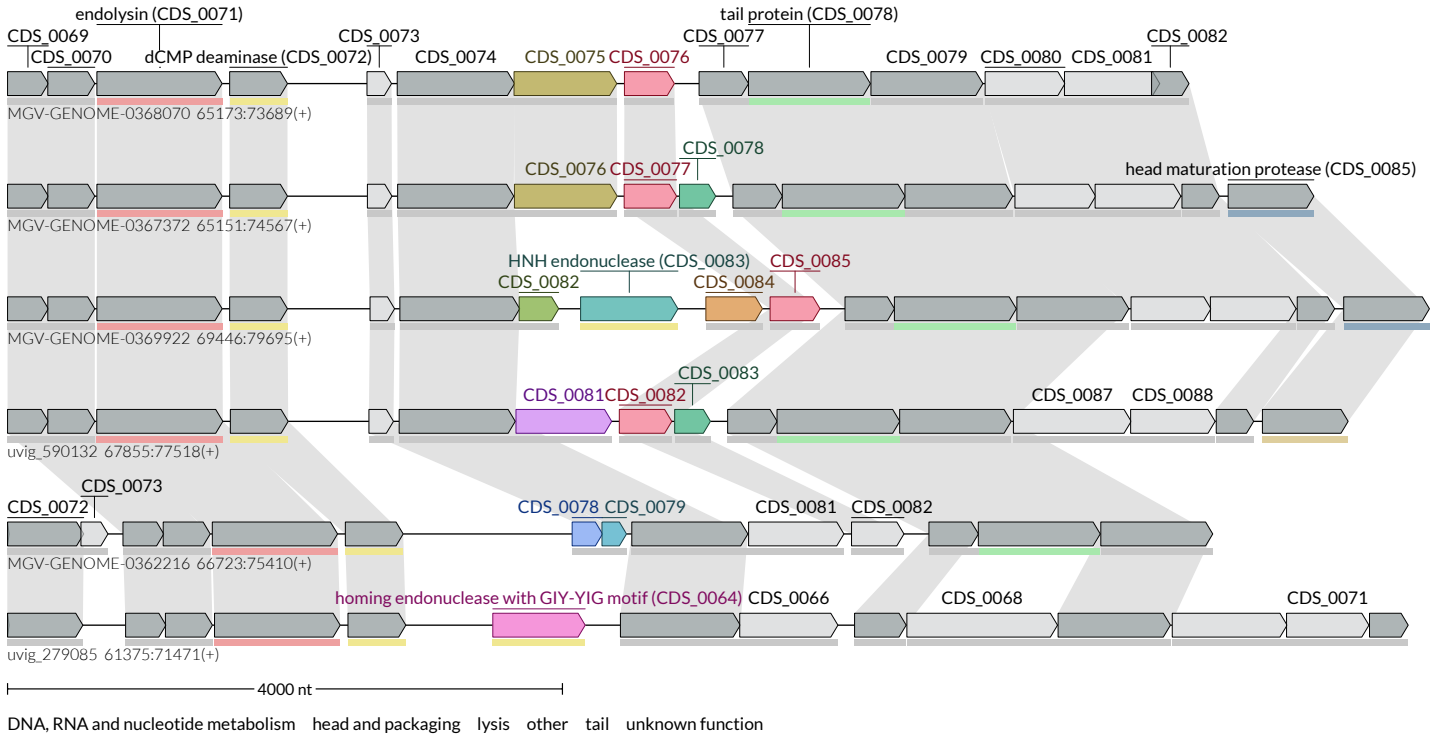 endolysin (CDS_0071) tail protein (CDS_0078)
CDS_0069 CDS_0073 CDS_0077 CDS_0082
CDS_0070 dCMP deaminase (CDS_0072) CDS_0074 CDS_0075 CDS_0076 CDS_0079 CDS_0080 CDS_0081
MGV-GENOME-0368070 65173:73689(+)
CDS_0078
CDS_0076 CDS_0077 head maturation protease (CDS_0085)
MGV-GENOME-0367372 65151:74567(+)
HNH endonuclease (CDS_0083) CDS_0085
CDS_0082 CDS_0084
MGV-GENOME-0369922 69446:79695(+)
CDS_0083
CDS_0081 CDS_0082 CDS_0087 CDS_0088
uvig_590132 67855:77518(+)
CDS_0073
CDS_0072 CDS_0078 CDS_0079 CDS_0081 CDS_0082
MGV-GENOME-0362216 66723:75410(+)
homing endonuclease with GIY-YIG motif (CDS_0064) CDS_0066 CDS_0068 CDS_0071
uvig_279085 61375:71471(+)
4000 nt
DNA, RNA and nucleotide metabolism head and packaging lysis other tail unknown function